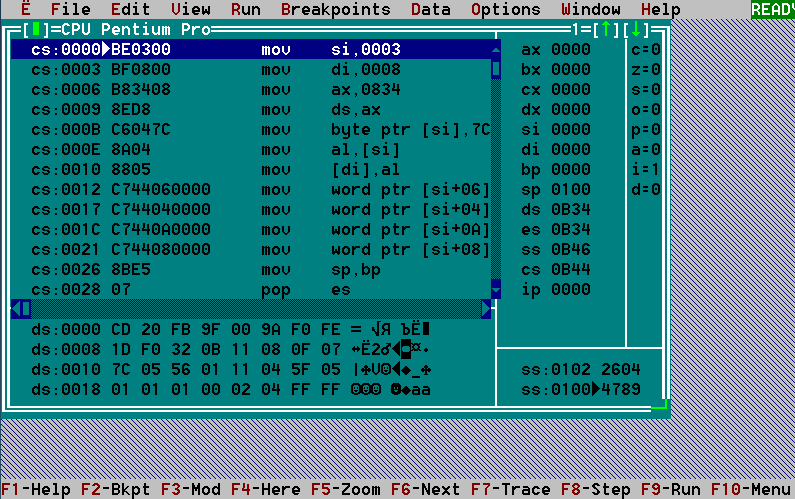 Ë File Edit View Run Breakpoints Data Options Window Help READY
[■]=CPU Pentium Pro 1=[↑][↓]
cs:0000►BE0300 mov si,0003 ax 0000 c=0
cs:0003 BF0800 mov di,0008 bx 0000 z=0
cs:0006 B83408 mov ax,0834 cx 0000 s=0
cs:0009 8ED8 mov ds,ax dx 0000 o=0
cs:000B C6047C mov byte ptr [si],7C si 0000 p=0
cs:000E 8A04 mov al,[si] di 0000 a=0
cs:0010 8805 mov [di],al bp 0000 i=1
cs:0012 C744060000 mov word ptr [si+06] sp 0100 d=0
cs:0017 C744040000 mov word ptr [si+04] ds 0B34
cs:001C C7440A0000 mov word ptr [si+0A] es 0B34
cs:0021 C744080000 mov word ptr [si+08] ss 0B46
cs:0026 8BE5 mov sp,bp cs 0B44
cs:0028 07 pop es ip 0000
ds:0000 CD 20 FB 9F 00 9A F0 FE = √Я ЪË■
ds:0008 1D F0 32 0B 11 08 0F 07 ↔Ë2♂◄◘¤•
ds:0010 7C 05 56 01 11 04 5F 05 |♣V☺◄♦_♣ ss:0102 2604
ds:0018 01 01 01 00 02 04 FF FF ☺☺☺ ☻♦aa ss:0100►4789
F1-Help F2-Bkpt F3-Mod F4-Here F5-Zoom F6-Next F7-Trace F8-Step F9-Run F10-Menu